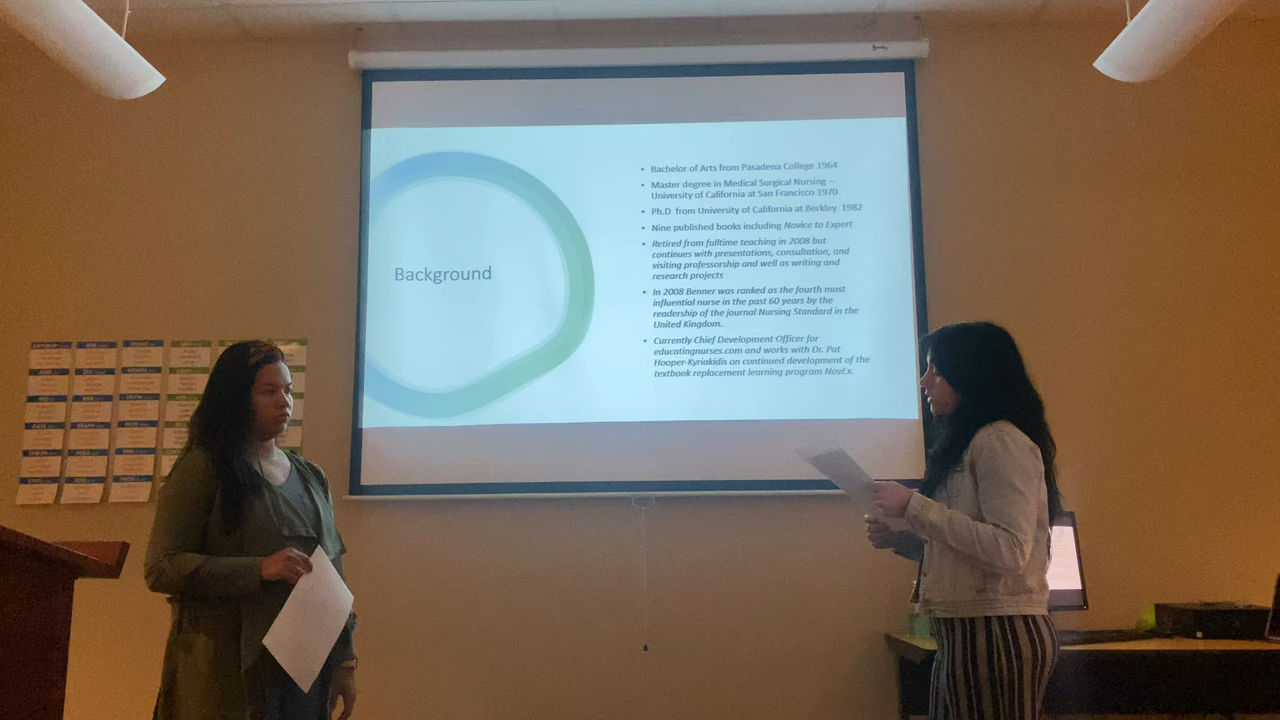 Background
• Bachelor of Arts from Pasadena College 1964
• Master degree in Medical Surgical Nursing –
University of California at San Francisco 1970
• Ph.D from University of California at Berkley 1982
• Nine published books including Novice to Expert
• Retired from fulltime teaching in 2008 but
continues with presentations, consultation, and
visiting professorship and well as writing and
research projects
• In 2008 Benner was ranked as the fourth most
influential nurse in the past 60 years by the
readership of the journal Nursing Standard in the
United Kingdom.
• Currently Chief Development Officer for
educatingnurses.com and works with Dr. Pat
Hooper-Kyriakidis on continued development of the
textbook replacement learning program NovEx.